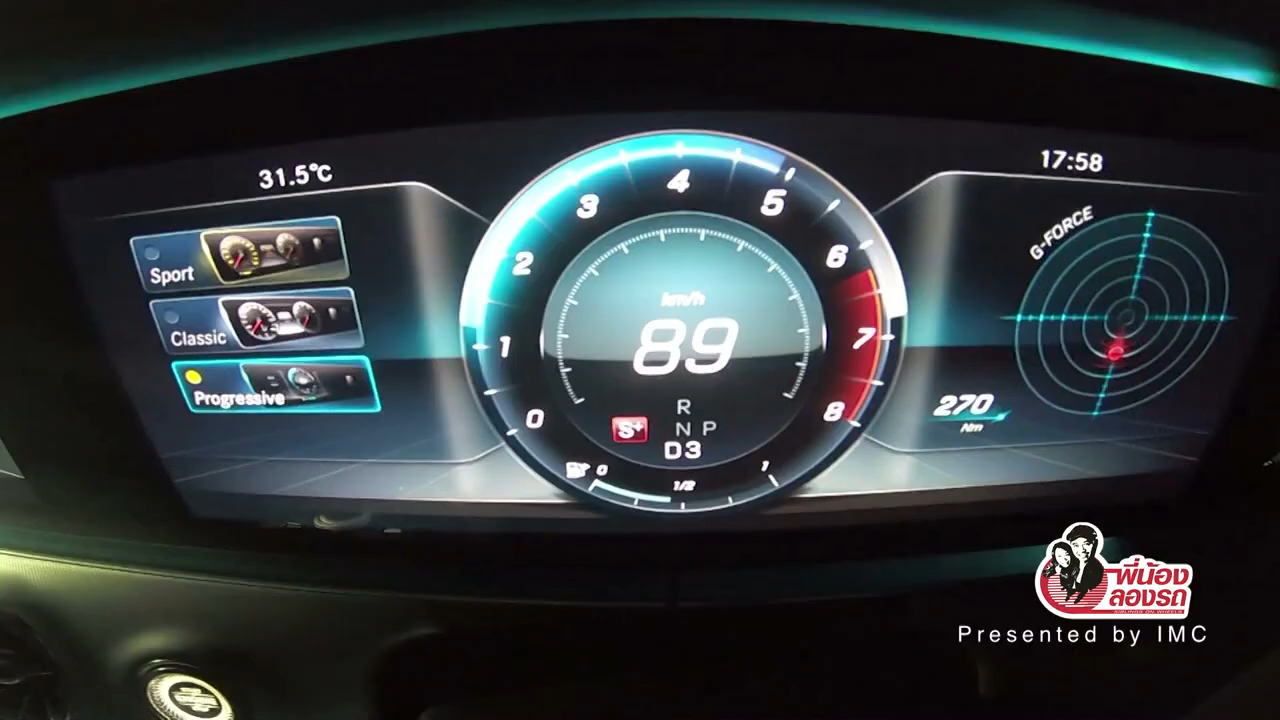 31.5°C
17:58
Sport
Classic
Progressive
0
1
2
3
4
5
6
7
8
km/h
89
S+
R
N P
D3
0
1/2
1
G-FORCE
270
Nm
พี่น้อง
ลองรถ
SIBLINGS ON WHEELS
Presented by IMC